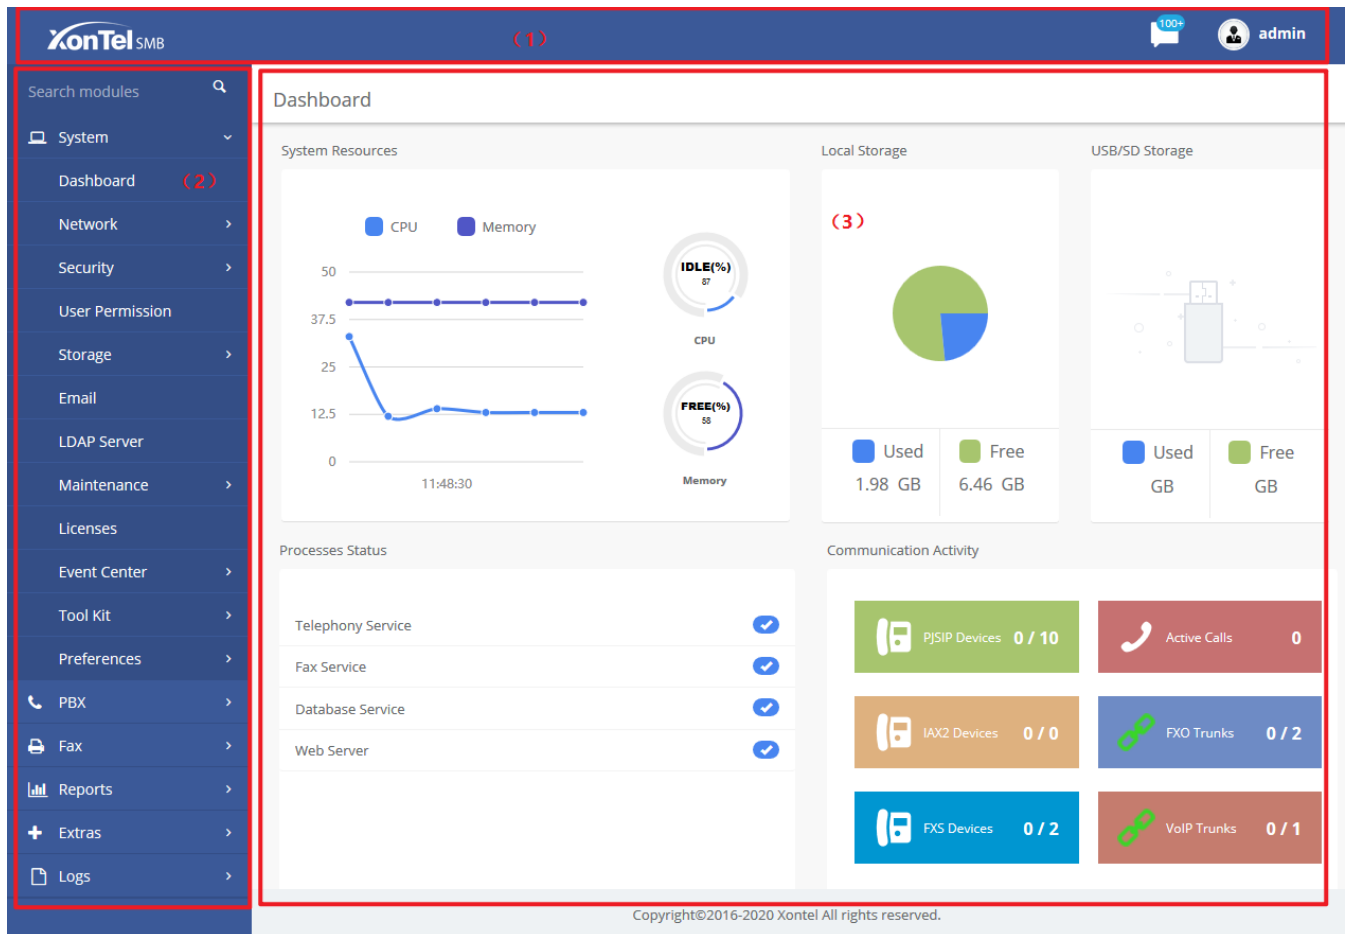 XonTel SMB
(1)
100+
admin
Search modules
System
Dashboard
(2)
Network
Security
User Permission
Storage
Email
LDAP Server
Maintenance
Licenses
Event Center
Tool Kit
Preferences
PBX
Fax
Reports
Extras
Logs
Dashboard
System Resources
CPU
Memory
50
37.5
25
12.5
0
11:48:30
IDLE(%)
87
CPU
FREE(%)
58
Memory
Local Storage
(3)
Used
Free
1.98 GB
6.46 GB
USB/SD Storage
Used
Free
GB
GB
Processes Status
Telephony Service
Fax Service
Database Service
Web Server
Communication Activity
PJSIP Devices 0 / 10
Active Calls 0
IAX2 Devices 0 / 0
FXO Trunks 0 / 2
FXS Devices 0 / 2
VoIP Trunks 0 / 1
Copyright©2016-2020 Xontel All rights reserved.